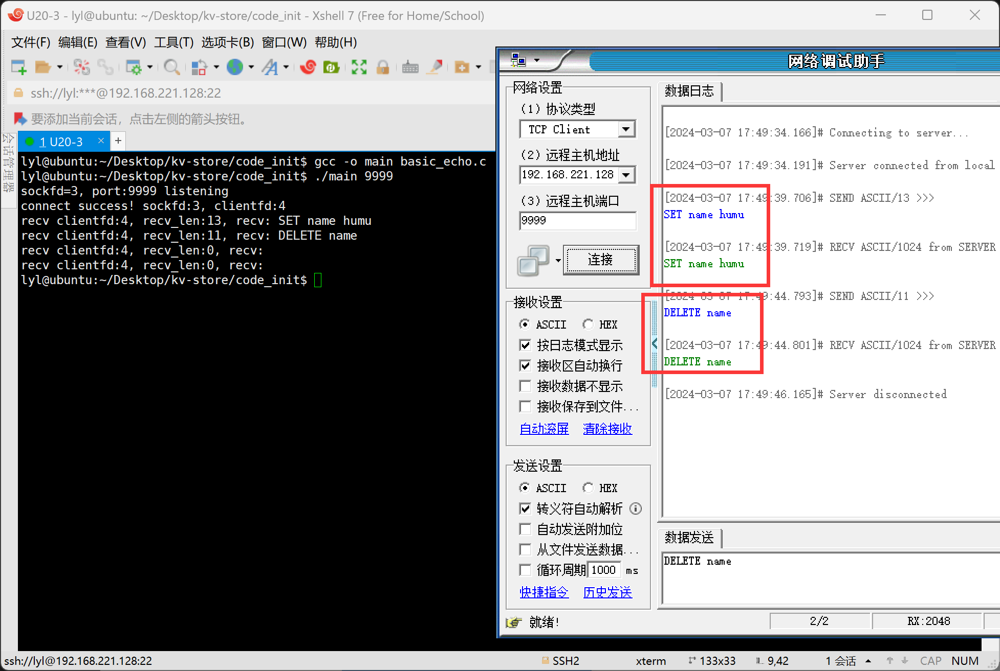 U20-3 - lyl@ubuntu: ~/Desktop/kv-store/code_init - Xshell 7 (Free for Home/School)
文件(F) 编辑(E) 查看(V) 工具(T) 选项卡(B) 窗口(W) 帮助(H)
ssh://lyl:***@192.168.221.128:22
要添加当前会话，点击左侧的箭头按钮。
会话管理器
1 U20-3 × +
lyl@ubuntu:~/Desktop/kv-store/code_init$ gcc -o main basic_echo.c
lyl@ubuntu:~/Desktop/kv-store/code_init$ ./main 9999
sockfd=3, port:9999 listening
connect success! sockfd:3, clientfd:4
recv clientfd:4, recv_len:13, recv: SET name humu
recv clientfd:4, recv_len:11, recv: DELETE name
recv clientfd:4, recv_len:0, recv:
recv clientfd:4, recv_len:0, recv:
lyl@ubuntu:~/Desktop/kv-store/code_init$
网络调试助手
网络设置
(1) 协议类型
TCP Client
(2) 远程主机地址
192.168.221.128
(3) 远程主机端口
9999
连接
接收设置
ASCII HEX
按日志模式显示
接收区自动换行
接收数据不显示
接收保存到文件...
自动滚屏 清除接收
发送设置
ASCII HEX
转义符自动解析
自动发送附加位
从文件发送数据...
循环周期 1000 ms
快捷指令 历史发送
数据日志
[2024-03-07 17:49:34.166]# Connecting to server...
[2024-03-07 17:49:34.191]# Server connected from local
[2024-03-07 17:49:39.706]# SEND ASCII/13 >>>
SET name humu
[2024-03-07 17:49:39.719]# RECV ASCII/1024 from SERVER
SET name humu
[2024-03-07 17:49:44.793]# SEND ASCII/11 >>>
DELETE name
[2024-03-07 17:49:44.801]# RECV ASCII/1024 from SERVER
DELETE name
[2024-03-07 17:49:46.165]# Server disconnected
数据发送
DELETE name
就绪! 2/2 RX:2048
ssh://lyl@192.168.221.128:22 SSH2 xterm 133x33 9,42 1 会话 CAP NUM